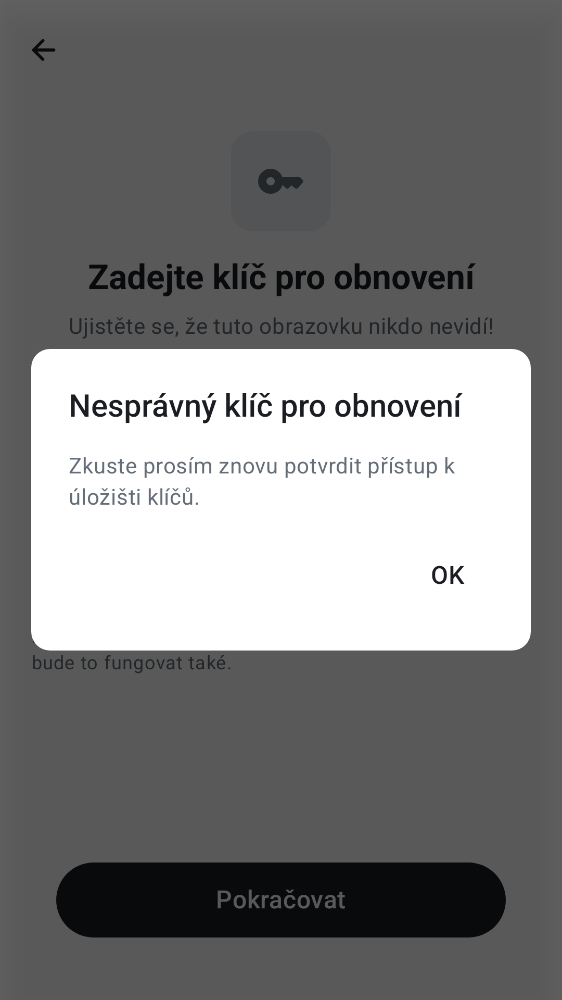 Zadejte klíč pro obnovení
Ujistěte se, že tuto obrazovku nikdo nevidí!
Nesprávný klíč pro obnovení
Zkuste prosím znovu potvrdit přístup k
úložišti klíčů.
OK
bude to fungovat také.
Pokračovat